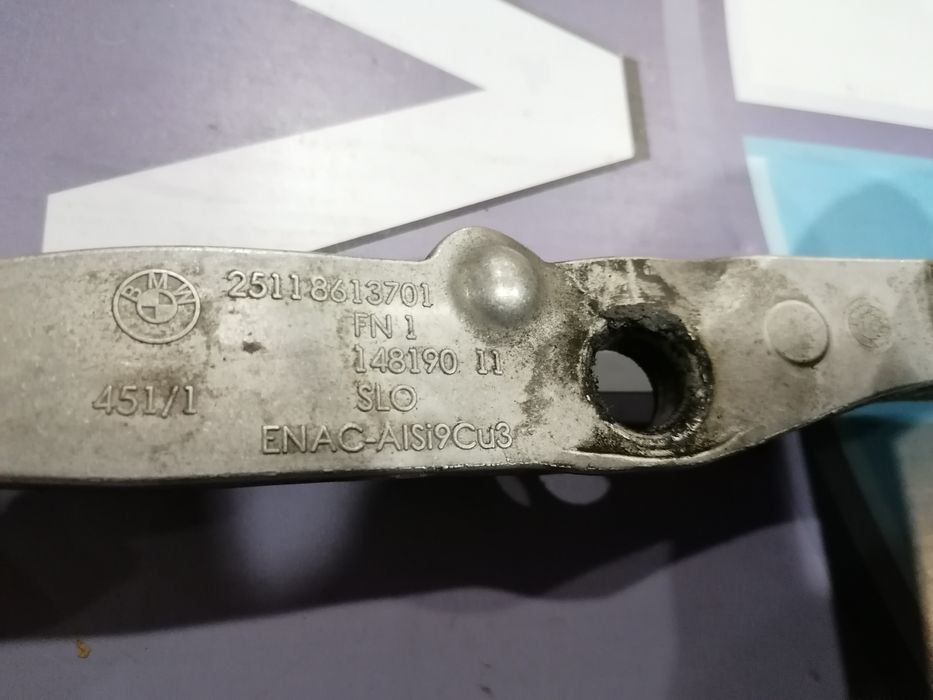 BMW
25118613701
FN 1
148190 11
451/1
SLO
ENAC-AlSi9Cu3